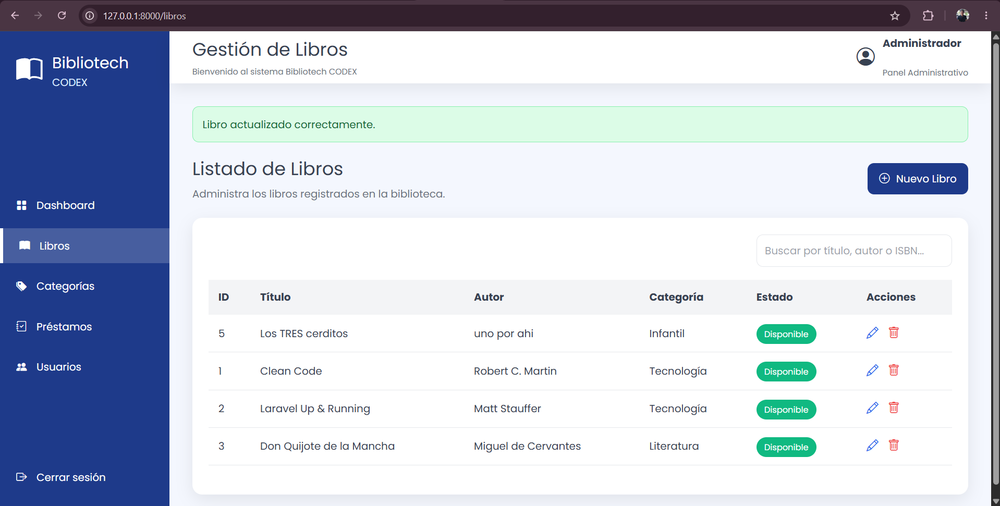 127.0.0.1:8000/libros
Bibliotech
CODEX
Dashboard
Libros
Categorías
Préstamos
Usuarios
Cerrar sesión
Gestión de Libros
Bienvenido al sistema Bibliotech CODEX
Administrador
Panel Administrativo
Libro actualizado correctamente.
Listado de Libros
Administra los libros registrados en la biblioteca.
Nuevo Libro
Buscar por título, autor o ISBN...
ID Título Autor Categoría Estado Acciones
5 Los TRES cerditos uno por ahi Infantil Disponible
1 Clean Code Robert C. Martin Tecnología Disponible
2 Laravel Up & Running Matt Stauffer Tecnología Disponible
3 Don Quijote de la Mancha Miguel de Cervantes Literatura Disponible